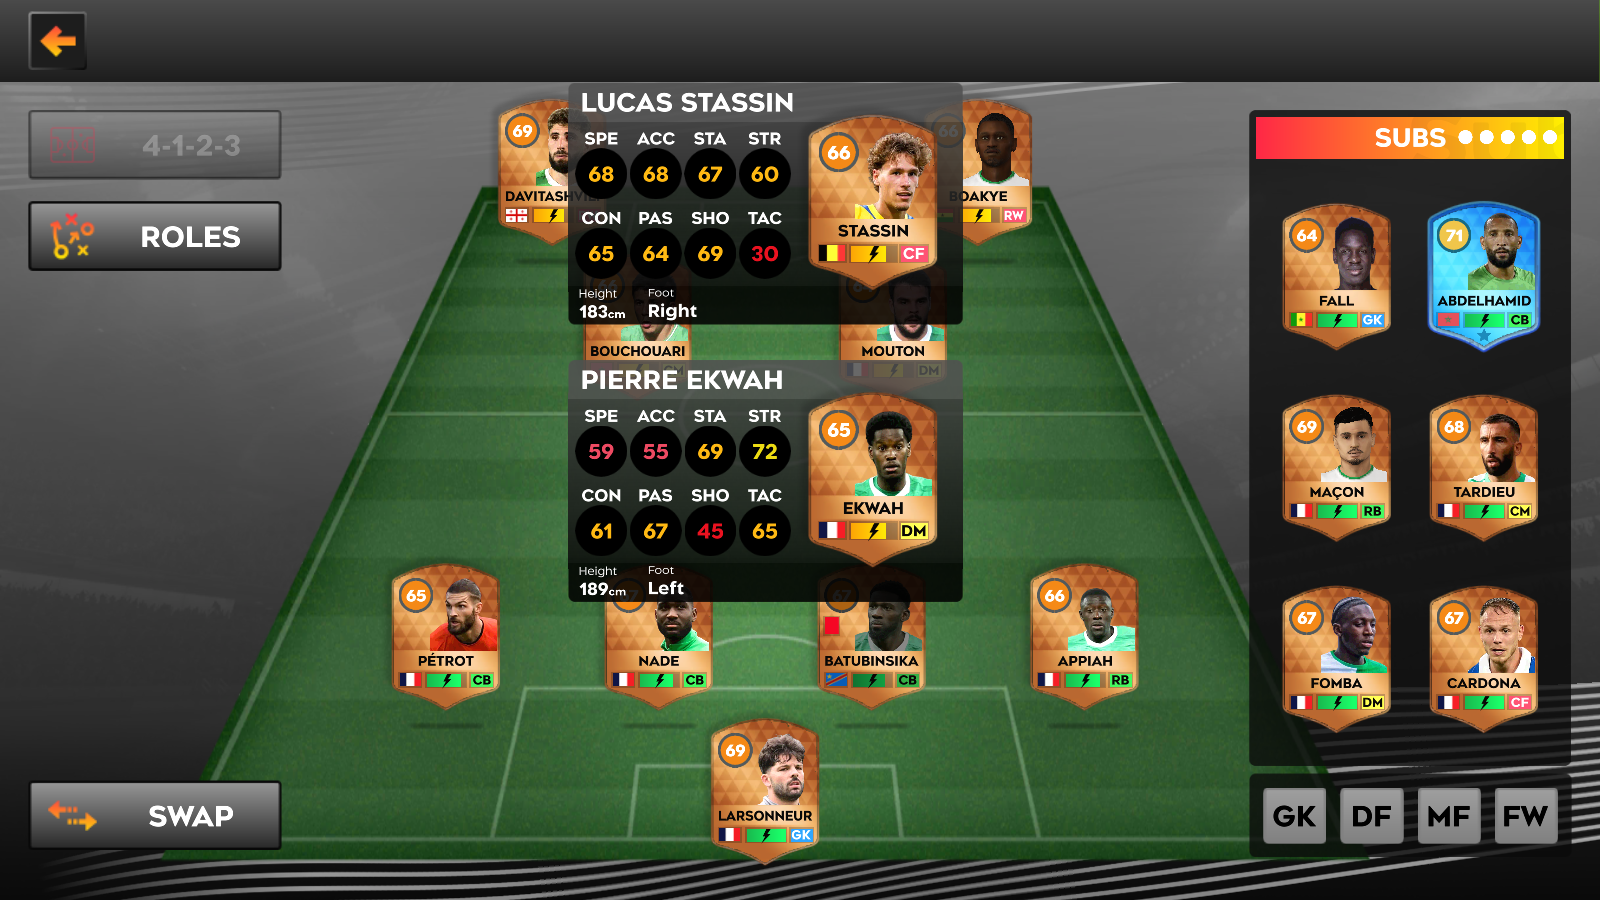 4-1-2-3
ROLES
SWAP
69
DAVITASHVILI
66
BOAKYE
RW
LUCAS STASSIN
SPE ACC STA STR
68 68 67 60
CON PAS SHO TAC
65 64 69 30
Height Foot
183cm Right
66
STASSIN
CF
BOUCHOUARI
CM
MOUTON
DM
PIERRE EKWAH
SPE ACC STA STR
59 55 69 72
CON PAS SHO TAC
61 67 45 65
Height Foot
189cm Left
65
EKWAH
DM
65
PÉTROT
CB
NADE
CB
67
BATUBINSIKA
CB
66
APPIAH
RB
69
LARSONNEUR
GK
SUBS
64
FALL
GK
71
ABDELHAMID
CB
69
MAÇON
RB
68
TARDIEU
CM
67
FOMBA
DM
67
CARDONA
CF
GK DF MF FW